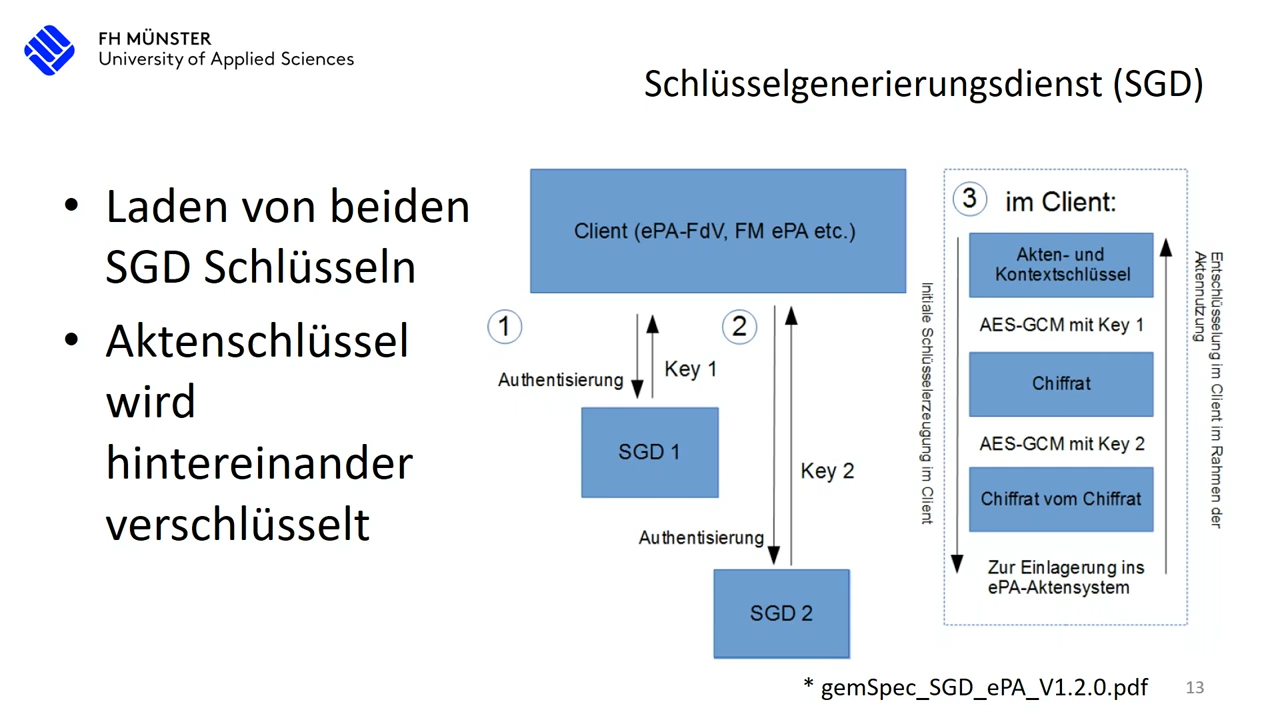 FH MÜNSTER
University of Applied Sciences
Schlüsselgenerierungsdienst (SGD)
• Laden von beiden
SGD Schlüsseln
• Aktenschlüssel
wird
hintereinander
verschlüsselt
Client (ePA-FdV, FM ePA etc.)
1
Authentisierung
Key 1
SGD 1
2
Authentisierung
Key 2
SGD 2
3 im Client:
Initiale Schlüsselerzeugung im Client
Akten- und
Kontextschlüssel
AES-GCM mit Key 1
Chiffrat
AES-GCM mit Key 2
Chiffrat vom Chiffrat
Zur Einlagerung ins
ePA-Aktensystem
Entschlüsselung im Client im Rahmen der
Aktennutzung
* gemSpec_SGD_ePA_V1.2.0.pdf
13